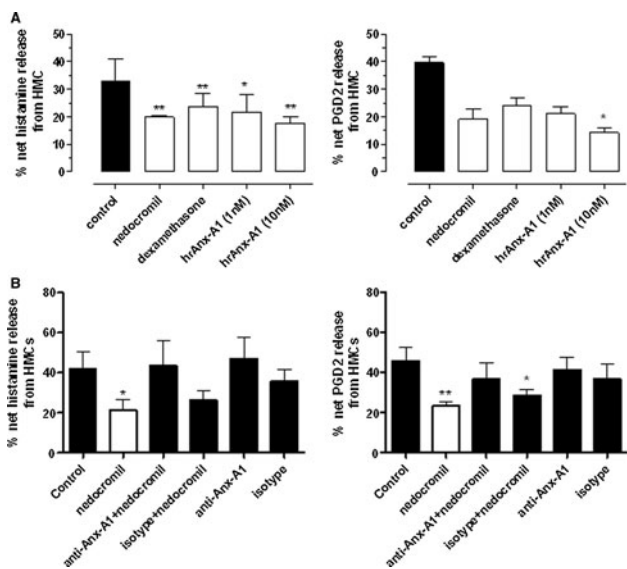 A
% net histamine release
from HMC
50
40
30
20
10
0
**
**
*
**
control
nedocromil
dexamethasone
hrAnx-A1 (1nM)
hrAnx-A1 (10nM)
% net PGD2 release
from HMC
50
40
30
20
10
0
*
control
nedocromil
dexamethasone
hrAnx-A1 (1nM)
hrAnx-A1 (10nM)
B
% net histamine release
from HMCs
80
60
40
20
0
*
Control
nedocromil
anti-Anx-A1+nedocromil
isotype+nedocromil
anti-Anx-A1
isotype
% net PGD2 release
from HMCs
80
60
40
20
0
**
*
Control
nedocromil
anti-Anx-A1+nedocromil
isotype+nedocromil
anti-Anx-A1
isotype